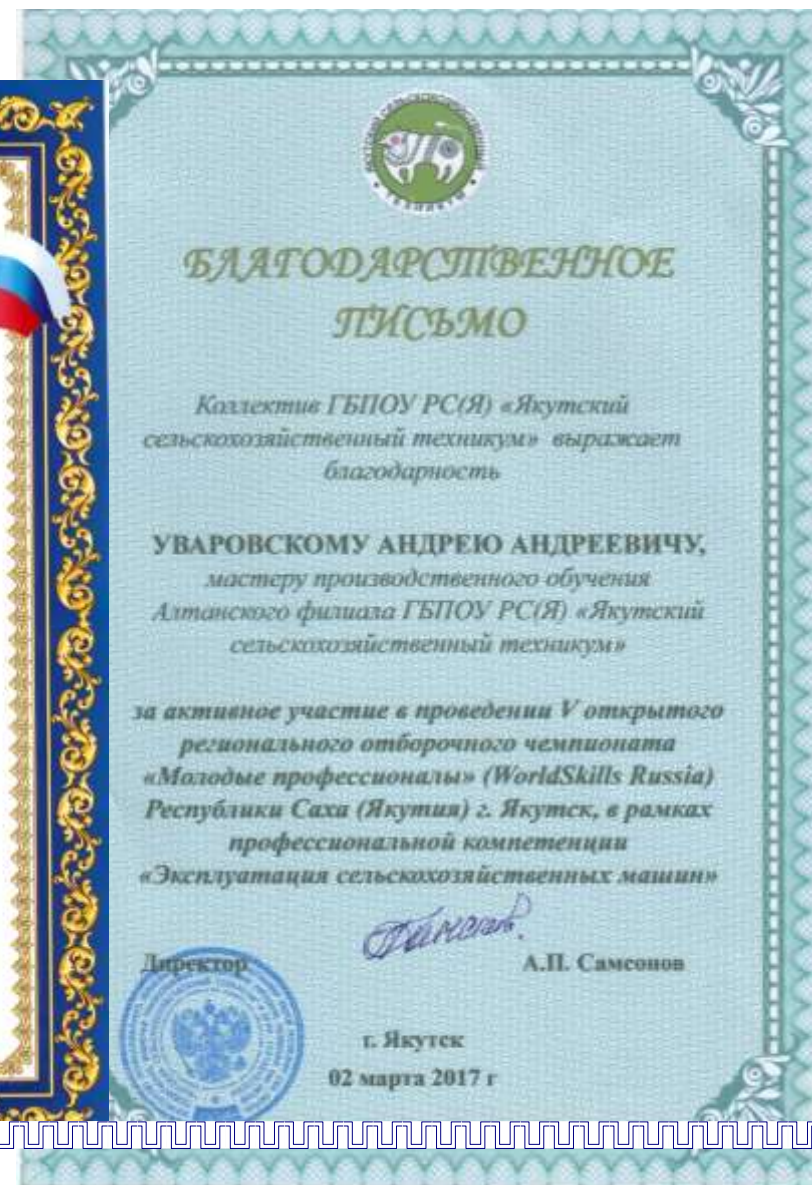 БЛАГОДАРСТВЕННОЕ
ПИСЬМО
Коллектив ГБПОУ РС(Я) «Якутский
сельскохозяйственный техникум» выражает
благодарность
УВАРОВСКОМУ АНДРЕЮ АНДРЕЕВИЧУ,
мастеру производственного обучения
Алтанского филиала ГБПОУ РС(Я) «Якутский
сельскохозяйственный техникум»
за активное участие в проведении V открытого
регионального отборочного чемпионата
«Молодые профессионалы» (WorldSkills Russia)
Республики Саха (Якутия) г. Якутск, в рамках
профессиональной компетенции
«Эксплуатация сельскохозяйственных машин»
Директор А.П. Самсонов
г. Якутск
02 марта 2017 г